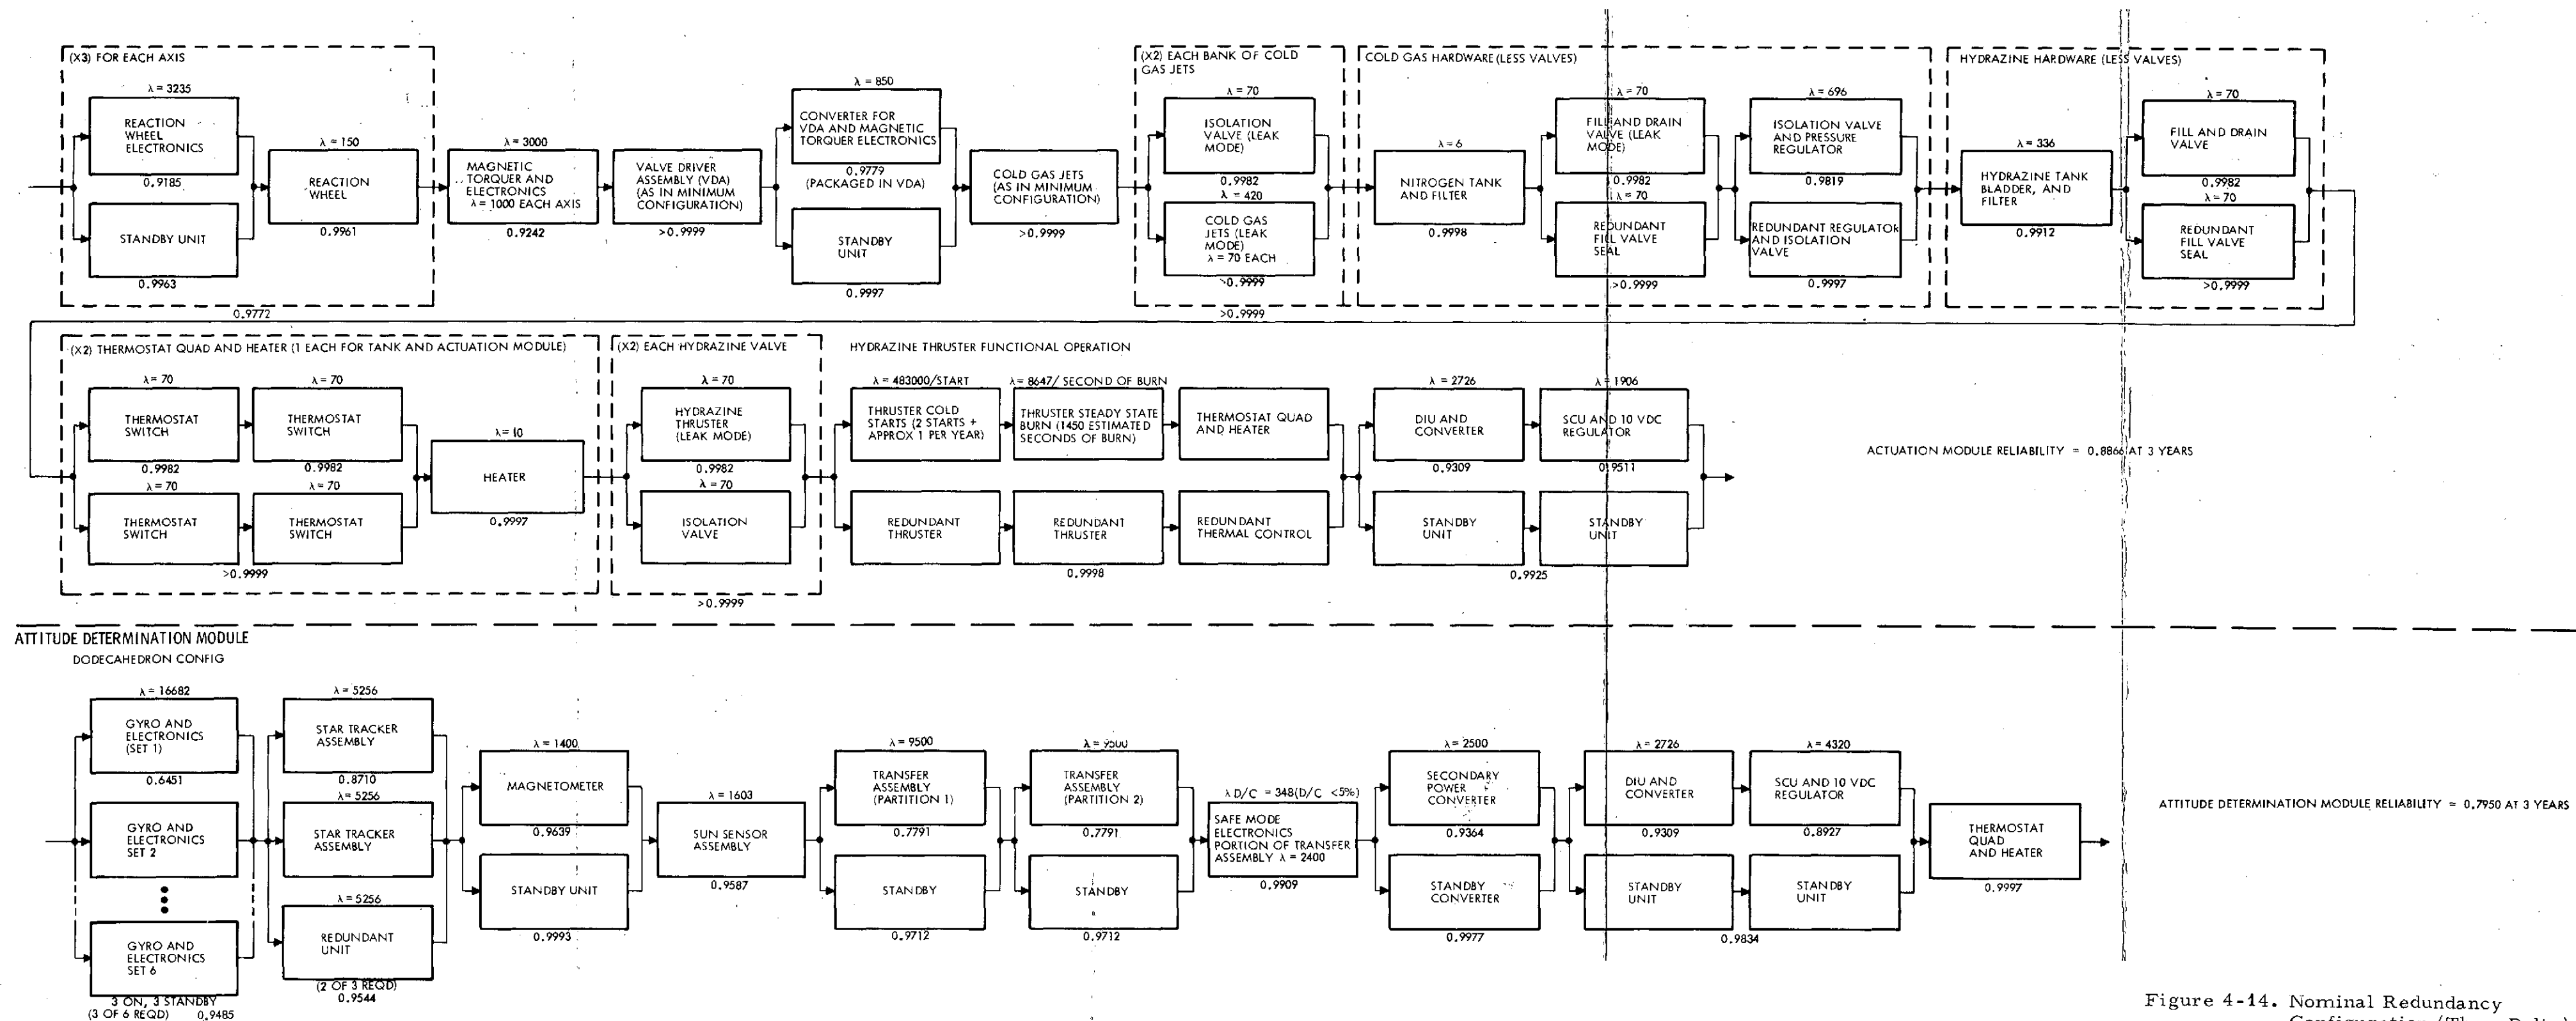 (X3) FOR EACH AXIS
λ = 3235
REACTION
WHEEL
ELECTRONICS
0.9185
STANDBY UNIT
0.9963
λ = 150
REACTION
WHEEL
0.9961
0.9772
λ = 3000
MAGNETIC
TORQUER AND
ELECTRONICS
λ = 1000 EACH AXIS
0.9242
VALVE DRIVER
ASSEMBLY (VDA)
(AS IN MINIMUM
CONFIGURATION)
>0.9999
λ = 850
CONVERTER FOR
VDA AND MAGNETIC
TORQUER ELECTRONICS
0.9779
(PACKAGED IN VDA)
STANDBY
UNIT
0.9997
COLD GAS JETS
(AS IN MINIMUM
CONFIGURATION)
>0.9999
(X2) EACH BANK OF COLD
GAS JETS
λ = 70
ISOLATION
VALVE (LEAK
MODE)
0.9982
λ = 420
COLD GAS
JETS (LEAK
MODE)
λ = 70 EACH
>0.9999
>0.9999
COLD GAS HARDWARE (LESS VALVES)
λ = 6
NITROGEN TANK
AND FILTER
0.9998
λ = 70
FILL AND DRAIN
VALVE (LEAK
MODE)
0.9982
λ = 70
REDUNDANT
FILL VALVE
SEAL
>0.9999
λ = 696
ISOLATION VALVE
AND PRESSURE
REGULATOR
0.9819
REDUNDANT REGULATOR
AND ISOLATION
VALVE
0.9997
HYDRAZINE HARDWARE (LESS VALVES)
λ = 336
HYDRAZINE TANK
BLADDER, AND
FILTER
0.9912
λ = 70
FILL AND DRAIN
VALVE
0.9982
λ = 70
REDUNDANT
FILL VALVE
SEAL
>0.9999
(X2) THERMOSTAT QUAD AND HEATER (1 EACH FOR TANK AND ACTUATION MODULE)
λ = 70
THERMOSTAT
SWITCH
0.9982
λ = 70
THERMOSTAT
SWITCH
0.9982
λ = 70
THERMOSTAT
SWITCH
λ = 70
THERMOSTAT
SWITCH
>0.9999
λ = 10
HEATER
0.9997
(X2) EACH HYDRAZINE VALVE
λ = 70
HYDRAZINE
THRUSTER
(LEAK MODE)
0.9982
λ = 70
ISOLATION
VALVE
>0.9999
HYDRAZINE THRUSTER FUNCTIONAL OPERATION
λ = 483000/START
THRUSTER COLD
STARTS (2 STARTS +
APPROX 1 PER YEAR)
λ = 8647/ SECOND OF BURN
THRUSTER STEADY STATE
BURN (1450 ESTIMATED
SECONDS OF BURN)
THERMOSTAT QUAD
AND HEATER
REDUNDANT
THRUSTER
REDUNDANT
THRUSTER
REDUNDANT
THERMAL CONTROL
0.9998
λ = 2726
DIU AND
CONVERTER
0.9309
λ = 1906
SCU AND 10 VDC
REGULATOR
0.9511
STANDBY
UNIT
STANDBY
UNIT
0.9925
ACTUATION MODULE RELIABILITY = 0.8866 AT 3 YEARS
ATTITUDE DETERMINATION MODULE
DODECAHEDRON CONFIG
λ = 16682
GYRO AND
ELECTRONICS
(SET 1)
0.6451
GYRO AND
ELECTRONICS
SET 2
GYRO AND
ELECTRONICS
SET 6
3 ON, 3 STANDBY
(3 OF 6 REQD) 0.9485
λ = 5256
STAR TRACKER
ASSEMBLY
0.8710
λ = 5256
STAR TRACKER
ASSEMBLY
λ = 5256
REDUNDANT
UNIT
(2 OF 3 REQD)
0.9544
λ = 1400
MAGNETOMETER
0.9639
STANDBY UNIT
0.9993
λ = 1603
SUN SENSOR
ASSEMBLY
0.9587
λ = 9500
TRANSFER
ASSEMBLY
(PARTITION 1)
0.7791
STANDBY
0.9712
λ = 9500
TRANSFER
ASSEMBLY
(PARTITION 2)
0.7791
STANDBY
0.9712
λ D/C = 348(D/C <5%)
SAFE MODE
ELECTRONICS
PORTION OF TRANSFER
ASSEMBLY λ = 2400
0.9909
λ = 2500
SECONDARY
POWER
CONVERTER
0.9364
STANDBY
CONVERTER
0.9977
λ = 2726
DIU AND
CONVERTER
0.9309
λ = 4320
SCU AND 10 VDC
REGULATOR
0.8927
STANDBY
UNIT
STANDBY
UNIT
0.9834
THERMOSTAT
QUAD
AND HEATER
0.9997
ATTITUDE DETERMINATION MODULE RELIABILITY = 0.7950 AT 3 YEARS
Figure 4-14. Nominal Redundancy